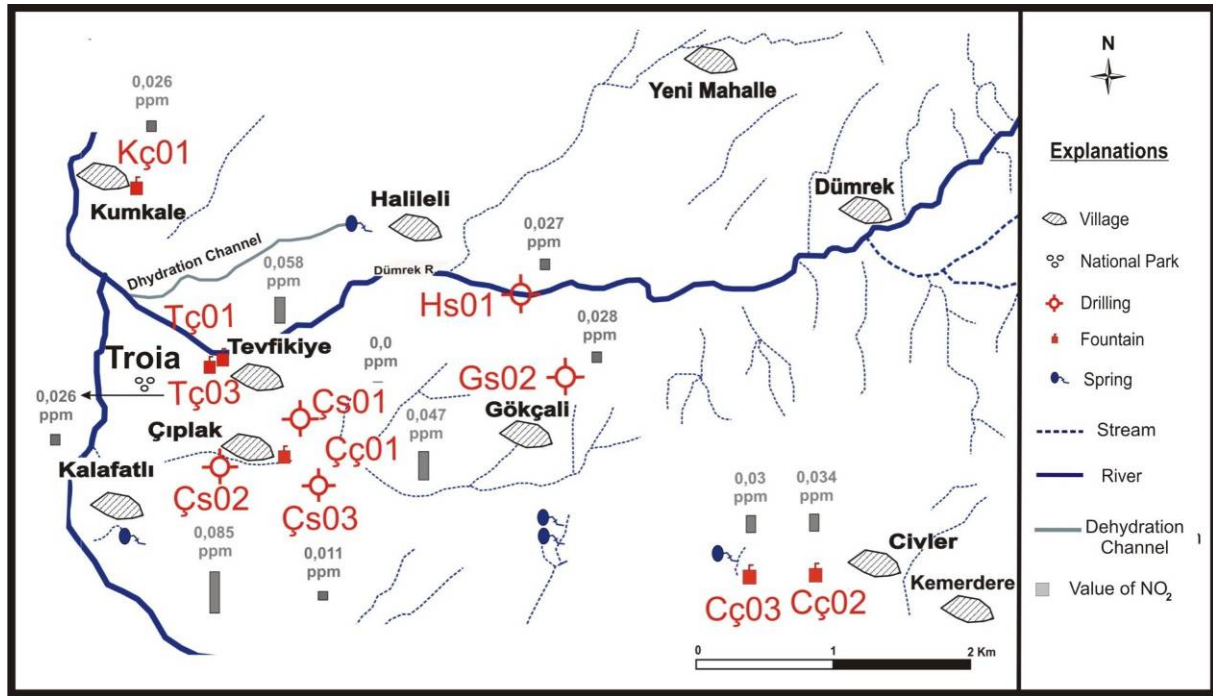 0,026
ppm
Kç01
Kumkale
Yeni Mahalle
Halileli
Dümrek
Dhydration Channel
0,058
ppm
Dümrek R.
0,027
ppm
Hs01
Tç01
Tevfikiye
Troia
Tç03
0,0
ppm
0,028
ppm
Gs02
Gökçali
0,026
ppm
Çs01
Çıplak
Çç01
0,047
ppm
Kalafatlı
Çs02
Çs03
0,085
ppm
0,011
ppm
0,03
ppm
0,034
ppm
Civler
Kemerdere
Cç03
Cç02
0
1
2 Km
N
Explanations
Village
National Park
Drilling
Fountain
Spring
Stream
River
Dehydration
Channel
Value of NO2